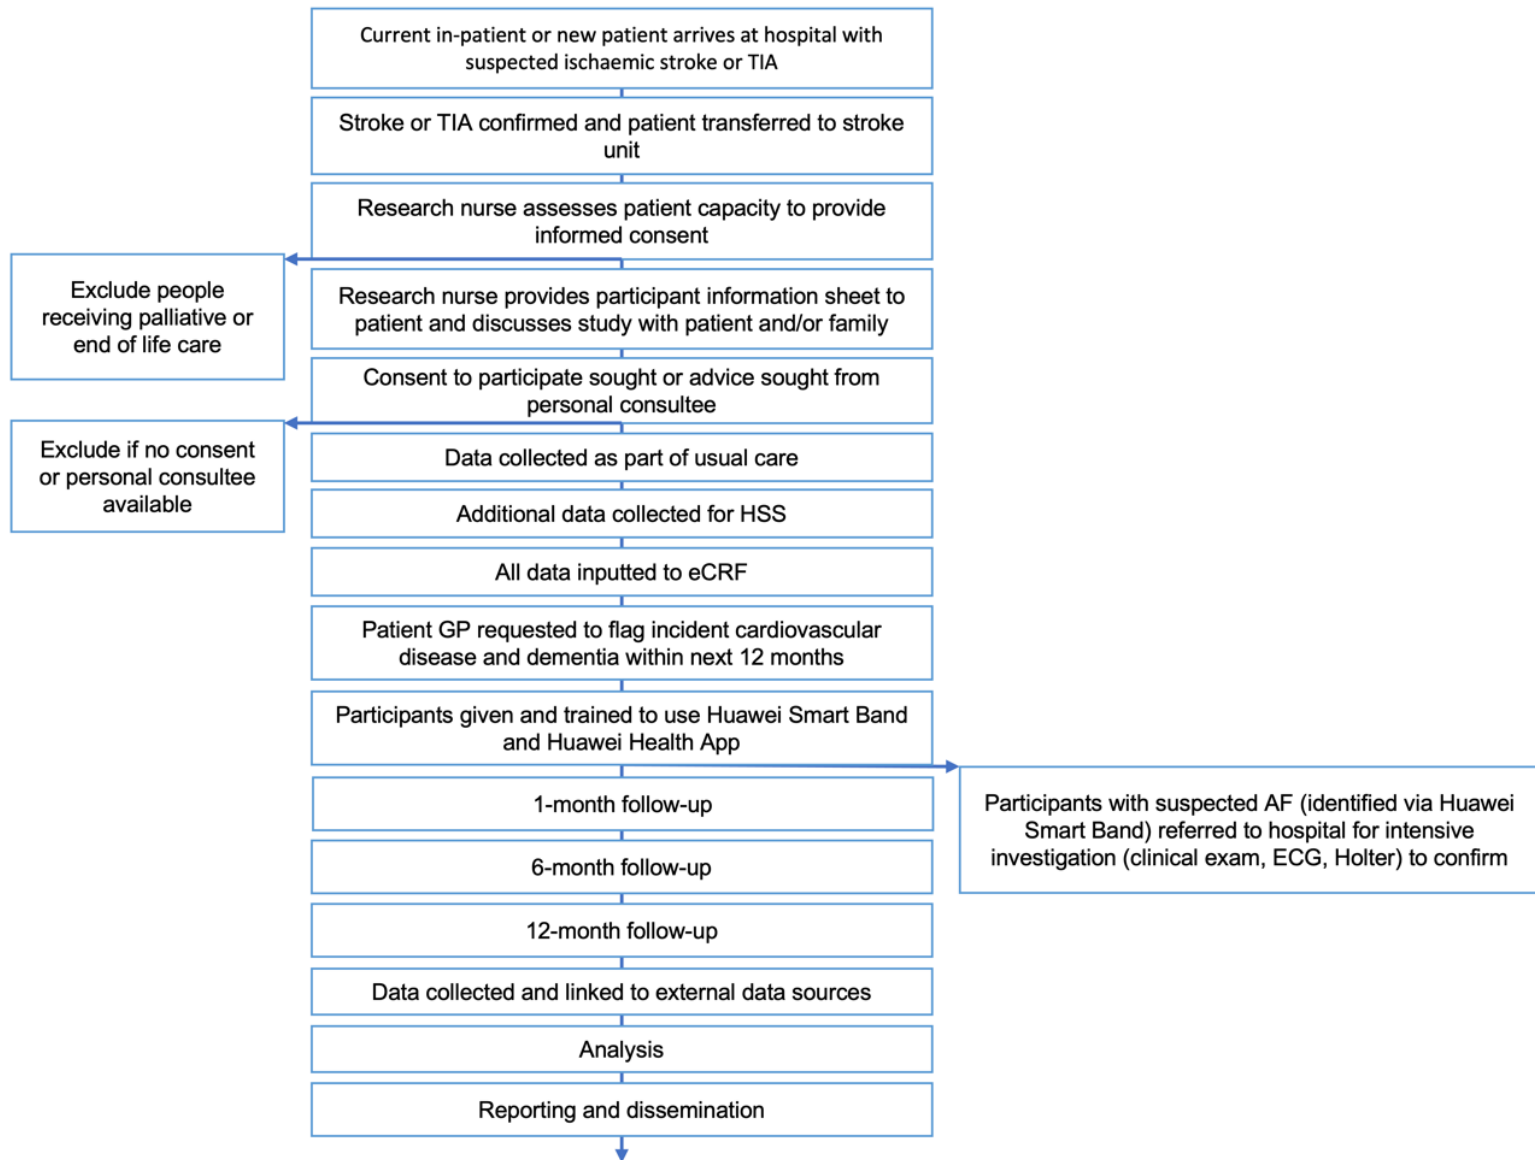 Current in-patient or new patient arrives at hospital with
suspected ischaemic stroke or TIA
Stroke or TIA confirmed and patient transferred to stroke
unit
Research nurse assesses patient capacity to provide
informed consent
Exclude people
receiving palliative or
end of life care
Research nurse provides participant information sheet to
patient and discusses study with patient and/or family
Consent to participate sought or advice sought from
personal consultee
Exclude if no consent
or personal consultee
available
Data collected as part of usual care
Additional data collected for HSS
All data inputted to eCRF
Patient GP requested to flag incident cardiovascular
disease and dementia within next 12 months
Participants given and trained to use Huawei Smart Band
and Huawei Health App
Participants with suspected AF (identified via Huawei
Smart Band) referred to hospital for intensive
investigation (clinical exam, ECG, Holter) to confirm
1-month follow-up
6-month follow-up
12-month follow-up
Data collected and linked to external data sources
Analysis
Reporting and dissemination